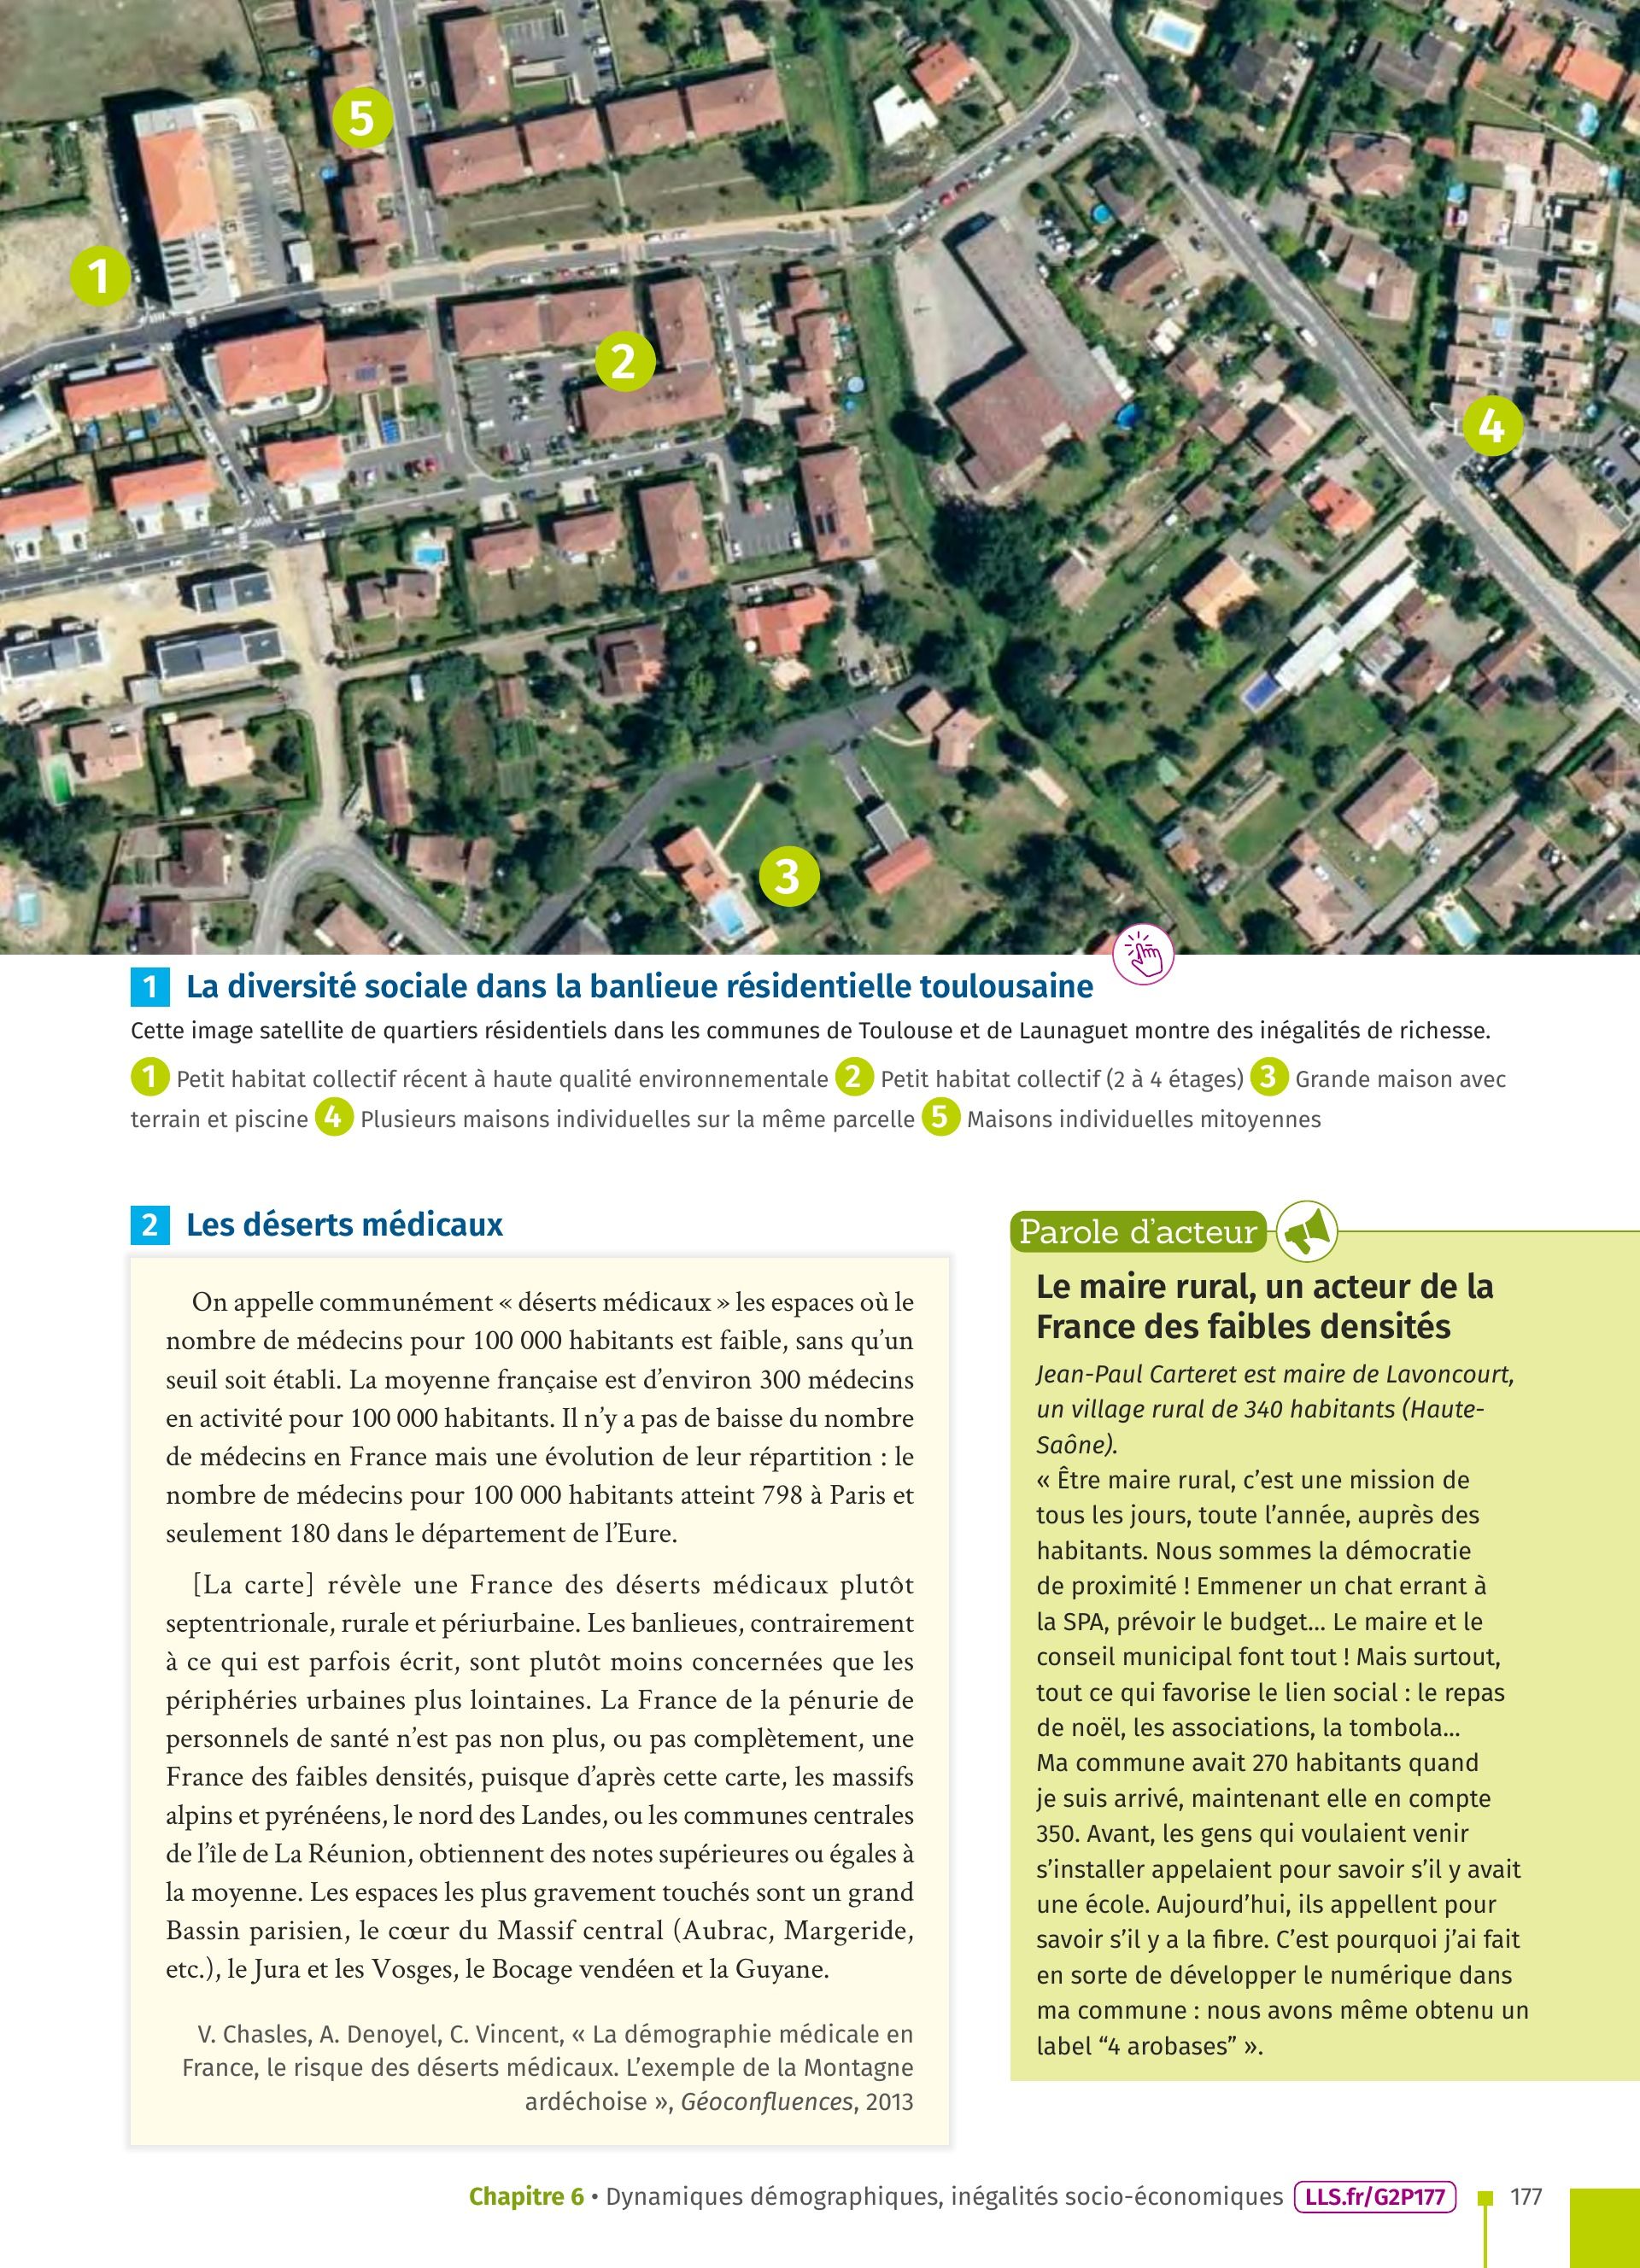 5
1
2
4
3
1 La diversité sociale dans la banlieue résidentielle toulousaine
Cette image satellite de quartiers résidentiels dans les communes de Toulouse et de Launaguet montre des inégalités de richesse.
1 Petit habitat collectif récent à haute qualité environnementale 2 Petit habitat collectif (2 à 4 étages) 3 Grande maison avec
terrain et piscine 4 Plusieurs maisons individuelles sur la même parcelle 5 Maisons individuelles mitoyennes
2 Les déserts médicaux
On appelle communément « déserts médicaux » les espaces où le
nombre de médecins pour 100 000 habitants est faible, sans qu’un
seuil soit établi. La moyenne française est d’environ 300 médecins
en activité pour 100 000 habitants. Il n’y a pas de baisse du nombre
de médecins en France mais une évolution de leur répartition : le
nombre de médecins pour 100 000 habitants atteint 798 à Paris et
seulement 180 dans le département de l’Eure.
[La carte] révèle une France des déserts médicaux plutôt
septentrionale, rurale et périurbaine. Les banlieues, contrairement
à ce qui est parfois écrit, sont plutôt moins concernées que les
périphéries urbaines plus lointaines. La France de la pénurie de
personnels de santé n’est pas non plus, ou pas complètement, une
France des faibles densités, puisque d’après cette carte, les massifs
alpins et pyrénéens, le nord des Landes, ou les communes centrales
de l’île de La Réunion, obtiennent des notes supérieures ou égales à
la moyenne. Les espaces les plus gravement touchés sont un grand
Bassin parisien, le cœur du Massif central (Aubrac, Margeride,
etc.), le Jura et les Vosges, le Bocage vendéen et la Guyane.
V. Chasles, A. Denoyel, C. Vincent, « La démographie médicale en
France, le risque des déserts médicaux. L’exemple de la Montagne
ardéchoise », Géoconfluences, 2013
Parole d’acteur
Le maire rural, un acteur de la
France des faibles densités
Jean-Paul Carteret est maire de Lavoncourt,
un village rural de 340 habitants (Haute-
Saône).
« Être maire rural, c’est une mission de
tous les jours, toute l’année, auprès des
habitants. Nous sommes la démocratie
de proximité ! Emmener un chat errant à
la SPA, prévoir le budget... Le maire et le
conseil municipal font tout ! Mais surtout,
tout ce qui favorise le lien social : le repas
de noël, les associations, la tombola...
Ma commune avait 270 habitants quand
je suis arrivé, maintenant elle en compte
350. Avant, les gens qui voulaient venir
s’installer appelaient pour savoir s’il y avait
une école. Aujourd’hui, ils appellent pour
savoir s’il y a la fibre. C’est pourquoi j’ai fait
en sorte de développer le numérique dans
ma commune : nous avons même obtenu un
label “4 arobases” ».
Chapitre 6 • Dynamiques démographiques, inégalités socio-économiques LLS.fr/G2P177 177